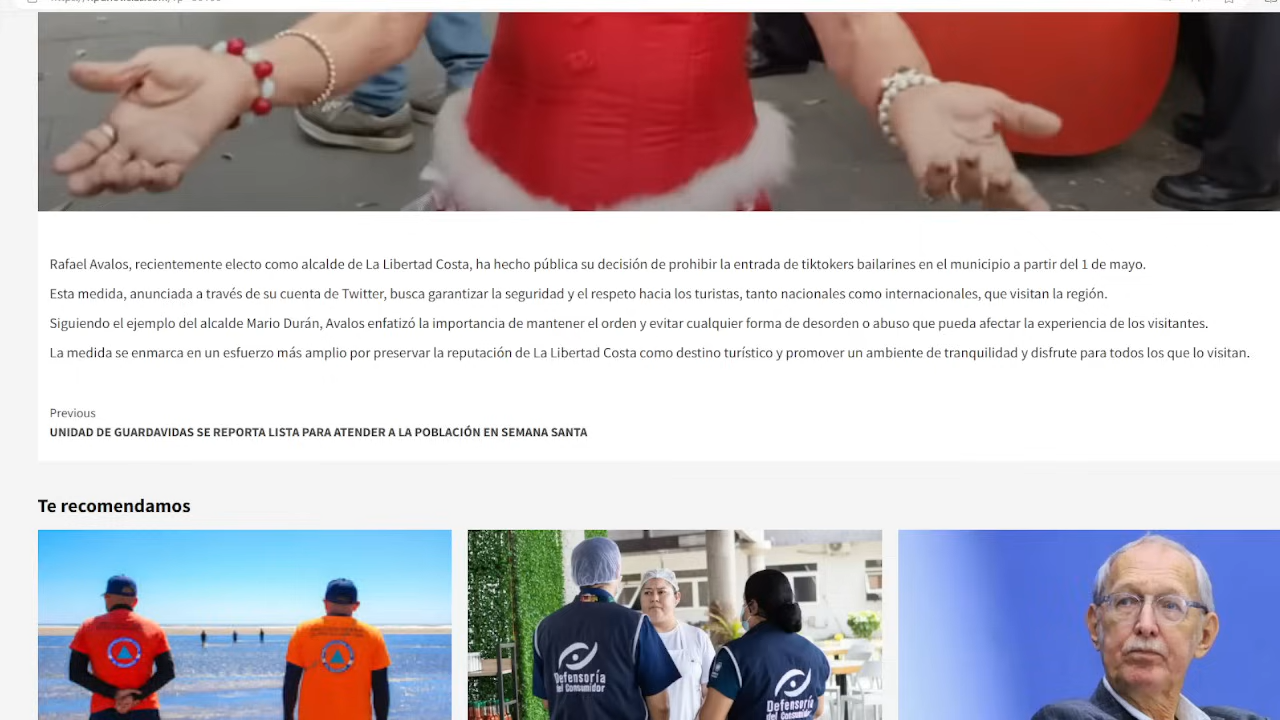 Rafael Avalos, recientemente electo como alcalde de La Libertad Costa, ha hecho pública su decisión de prohibir la entrada de tiktokers bailarines en el municipio a partir del 1 de mayo.
Esta medida, anunciada a través de su cuenta de Twitter, busca garantizar la seguridad y el respeto hacia los turistas, tanto nacionales como internacionales, que visitan la región.
Siguiendo el ejemplo del alcalde Mario Durán, Avalos enfatizó la importancia de mantener el orden y evitar cualquier forma de desorden o abuso que pueda afectar la experiencia de los visitantes.
La medida se enmarca en un esfuerzo más amplio por preservar la reputación de La Libertad Costa como destino turístico y promover un ambiente de tranquilidad y disfrute para todos los que lo visitan.
Previous
UNIDAD DE GUARDAVIDAS SE REPORTA LISTA PARA ATENDER A LA POBLACIÓN EN SEMANA SANTA
Te recomendamos
Defensoría
del Consumidor
Defensoría
del Consumidor